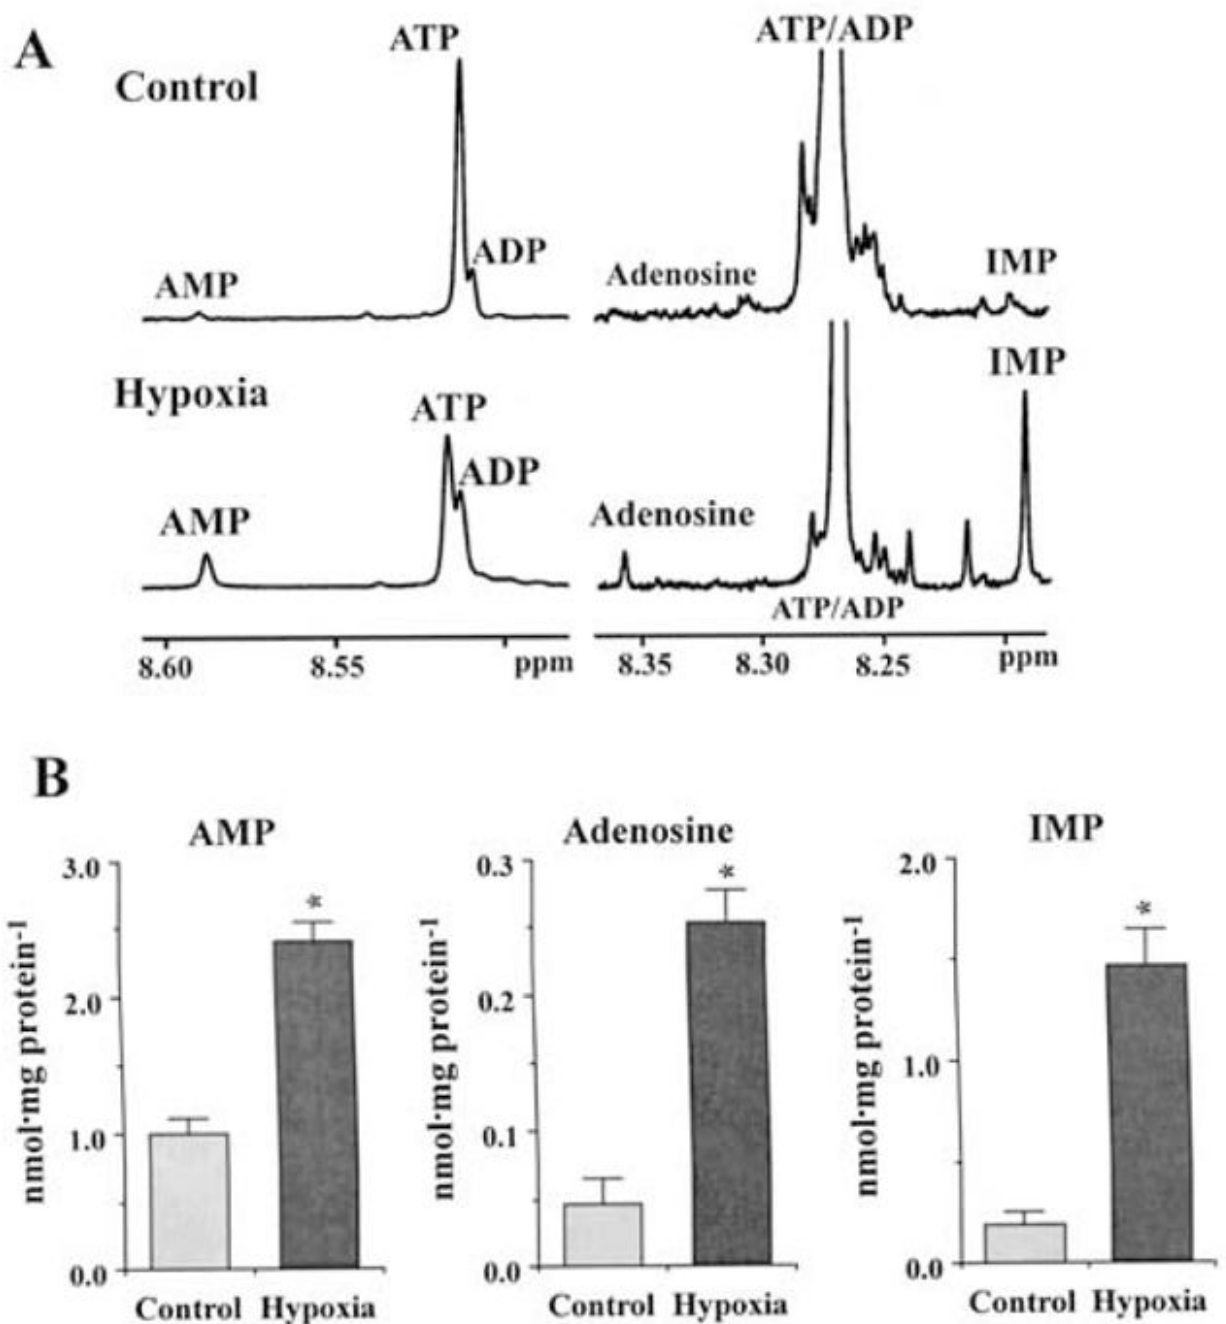 A
Control
ATP
ADP
AMP
ATP/ADP
Adenosine
IMP
Hypoxia
ATP
ADP
AMP
Adenosine
ATP/ADP
IMP
8.60 8.55 ppm
8.35 8.30 8.25 ppm
B
AMP
nmol·mg protein-1
3.0
2.0
1.0
0.0
*
Control Hypoxia
Adenosine
nmol·mg protein-1
0.3
0.2
0.1
0.0
*
Control Hypoxia
IMP
nmol·mg protein-1
2.0
1.0
0.0
*
Control Hypoxia